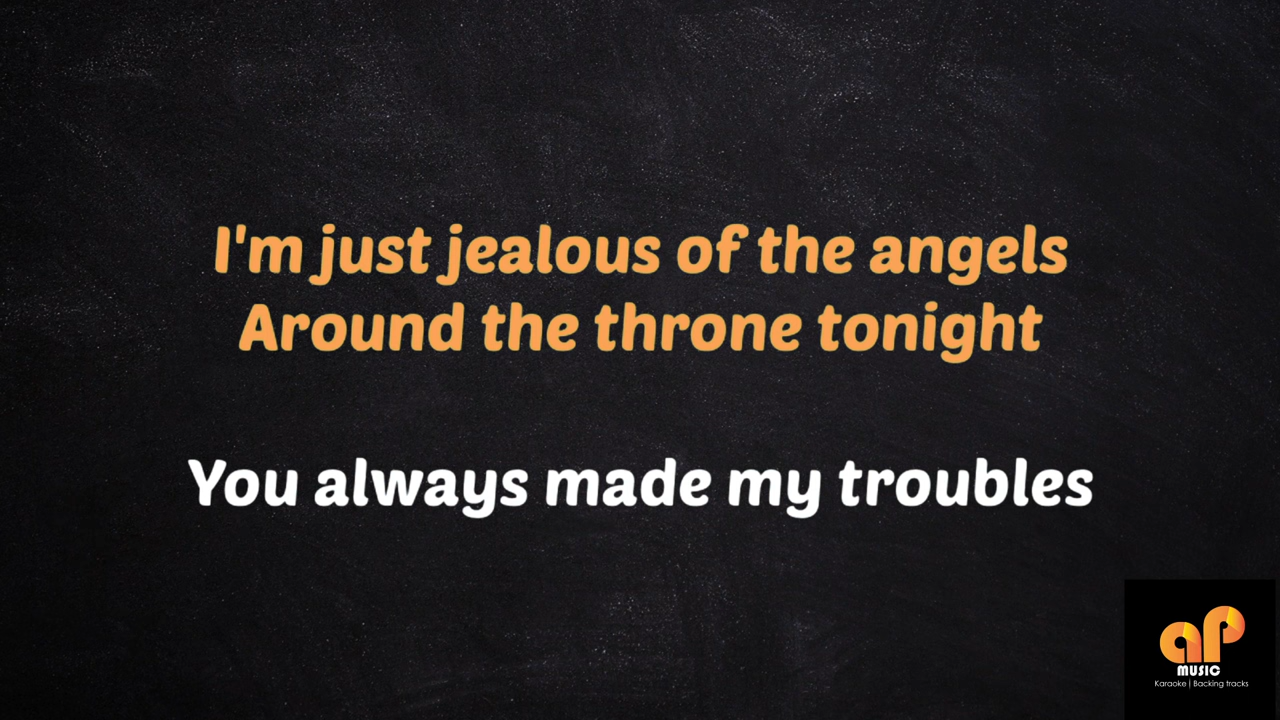 I'm just jealous of the angels
Around the throne tonight
You always made my troubles
aP
MUSIC
Karaoke | Backing tracks